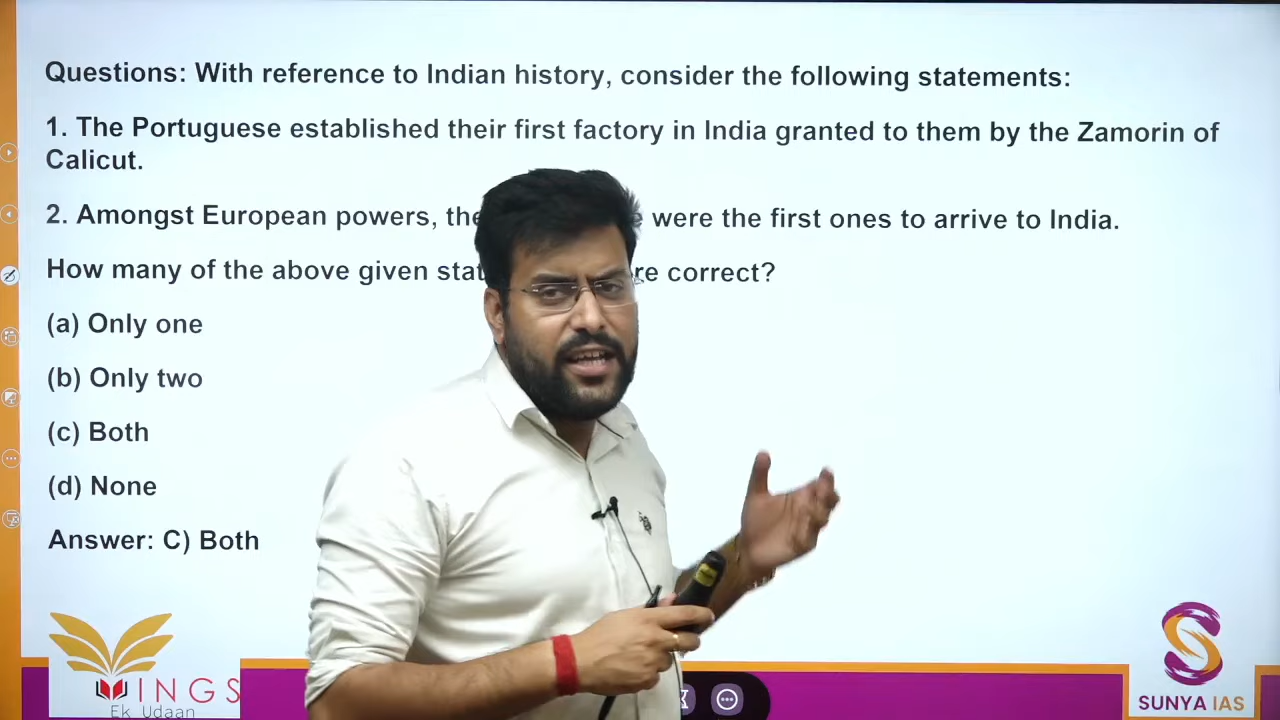 Questions: With reference to Indian history, consider the following statements:
1. The Portuguese established their first factory in India granted to them by the Zamorin of
Calicut.
2. Amongst European powers, the were the first ones to arrive to India.
How many of the above given correct?
(a) Only one
(b) Only two
(c) Both
(d) None
Answer: C) Both
WINGS
Ek Udaan
SUNYA IAS